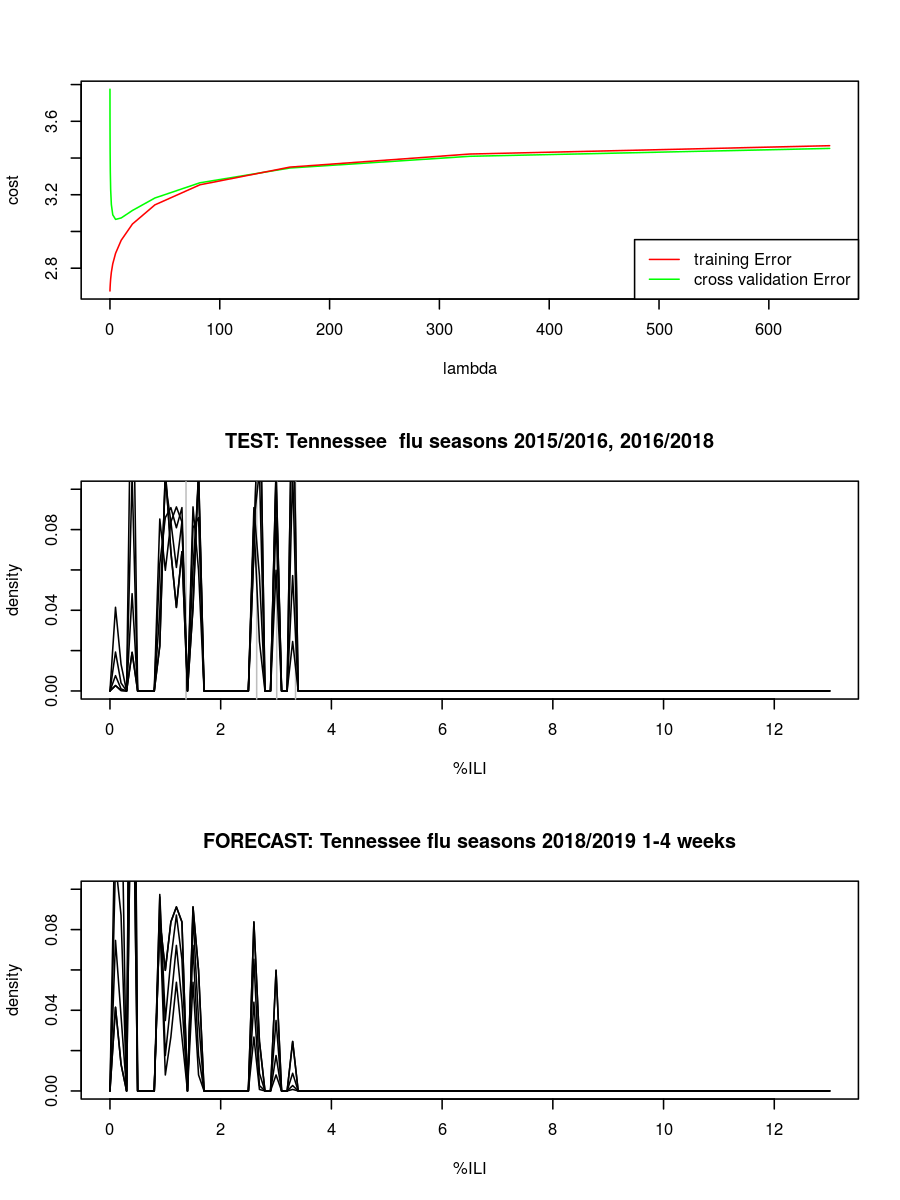 3.6
3.2
2.8
cost
training Error
cross validation Error
0 100 200 300 400 500 600
lambda
TEST: Tennessee  flu seasons 2015/2016, 2016/2018
0.08
0.04
0.00
density
0 2 4 6 8 10 12
%ILI
FORECAST: Tennessee flu seasons 2018/2019 1-4 weeks
0.08
0.04
0.00
density
0 2 4 6 8 10 12
%ILI